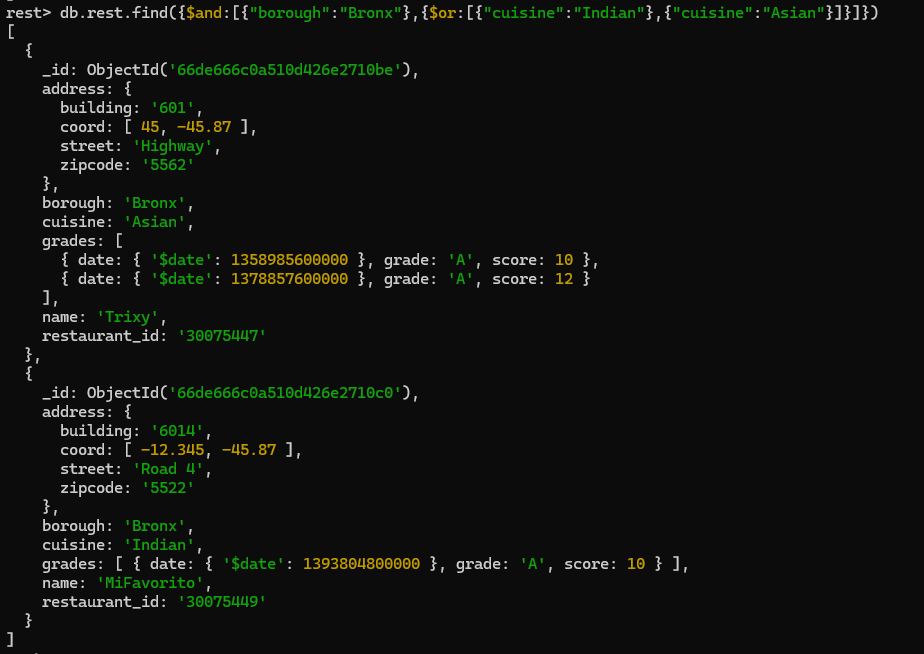 rest> db.rest.find({$and:[{"borough":"Bronx"},{$or:[{"cuisine":"Indian"},{"cuisine":"Asian"}]}]})
[
  {
    _id: ObjectId('66de666c0a510d426e2710be'),
    address: {
      building: '601',
      coord: [ 45, -45.87 ],
      street: 'Highway',
      zipcode: '5562'
    },
    borough: 'Bronx',
    cuisine: 'Asian',
    grades: [
      { date: { '$date': 1358985600000 }, grade: 'A', score: 10 },
      { date: { '$date': 1378857600000 }, grade: 'A', score: 12 }
    ],
    name: 'Trixy',
    restaurant_id: '30075447'
  },
  {
    _id: ObjectId('66de666c0a510d426e2710c0'),
    address: {
      building: '6014',
      coord: [ -12.345, -45.87 ],
      street: 'Road 4',
      zipcode: '5522'
    },
    borough: 'Bronx',
    cuisine: 'Indian',
    grades: [ { date: { '$date': 1393804800000 }, grade: 'A', score: 10 } ],
    name: 'MiFavorito',
    restaurant_id: '30075449'
  }
]